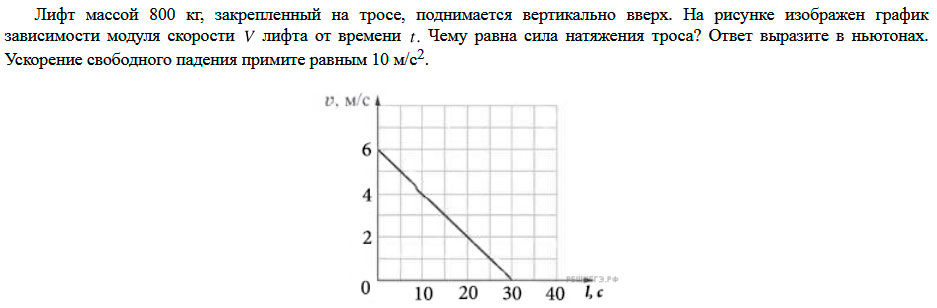 Лифт массой 800 кг, закрепленный на тросе, поднимается вертикально вверх. На рисунке изображен график
зависимости модуля скорости V лифта от времени t. Чему равна сила натяжения троса? Ответ выразите в ньютонах.
Ускорение свободного падения примите равным 10 м/с².
υ, м/с
6
4
2
0
РЕШУЕГЭ.РФ
10 20 30 40 t, c